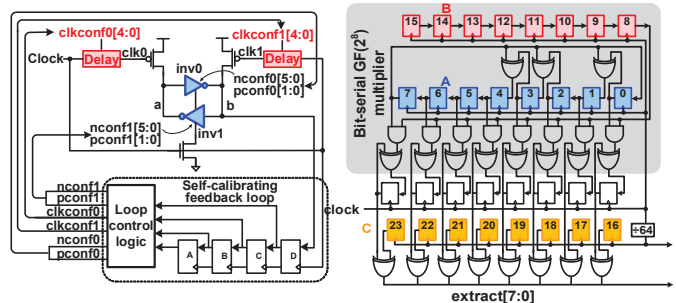 clkconf0[4:0]
clkconf1[4:0]
Clock
Delay
clk0
clk1
Delay
inv0
nconf0[5:0]
pconf0[1:0]
a
b
nconf1[5:0]
pconf1[1:0]
inv1
Self-calibrating
feedback loop
nconf1
pconf1
clkconf0
clkconf1
nconf0
pconf0
Loop
control
logic
A
B
C
D
Bit-serial GF(2⁸)
multiplier
B
15
14
13
12
11
10
9
8
A
7
6
5
4
3
2
1
0
clock
C
23
22
21
20
19
18
17
16
÷64
extract[7:0]